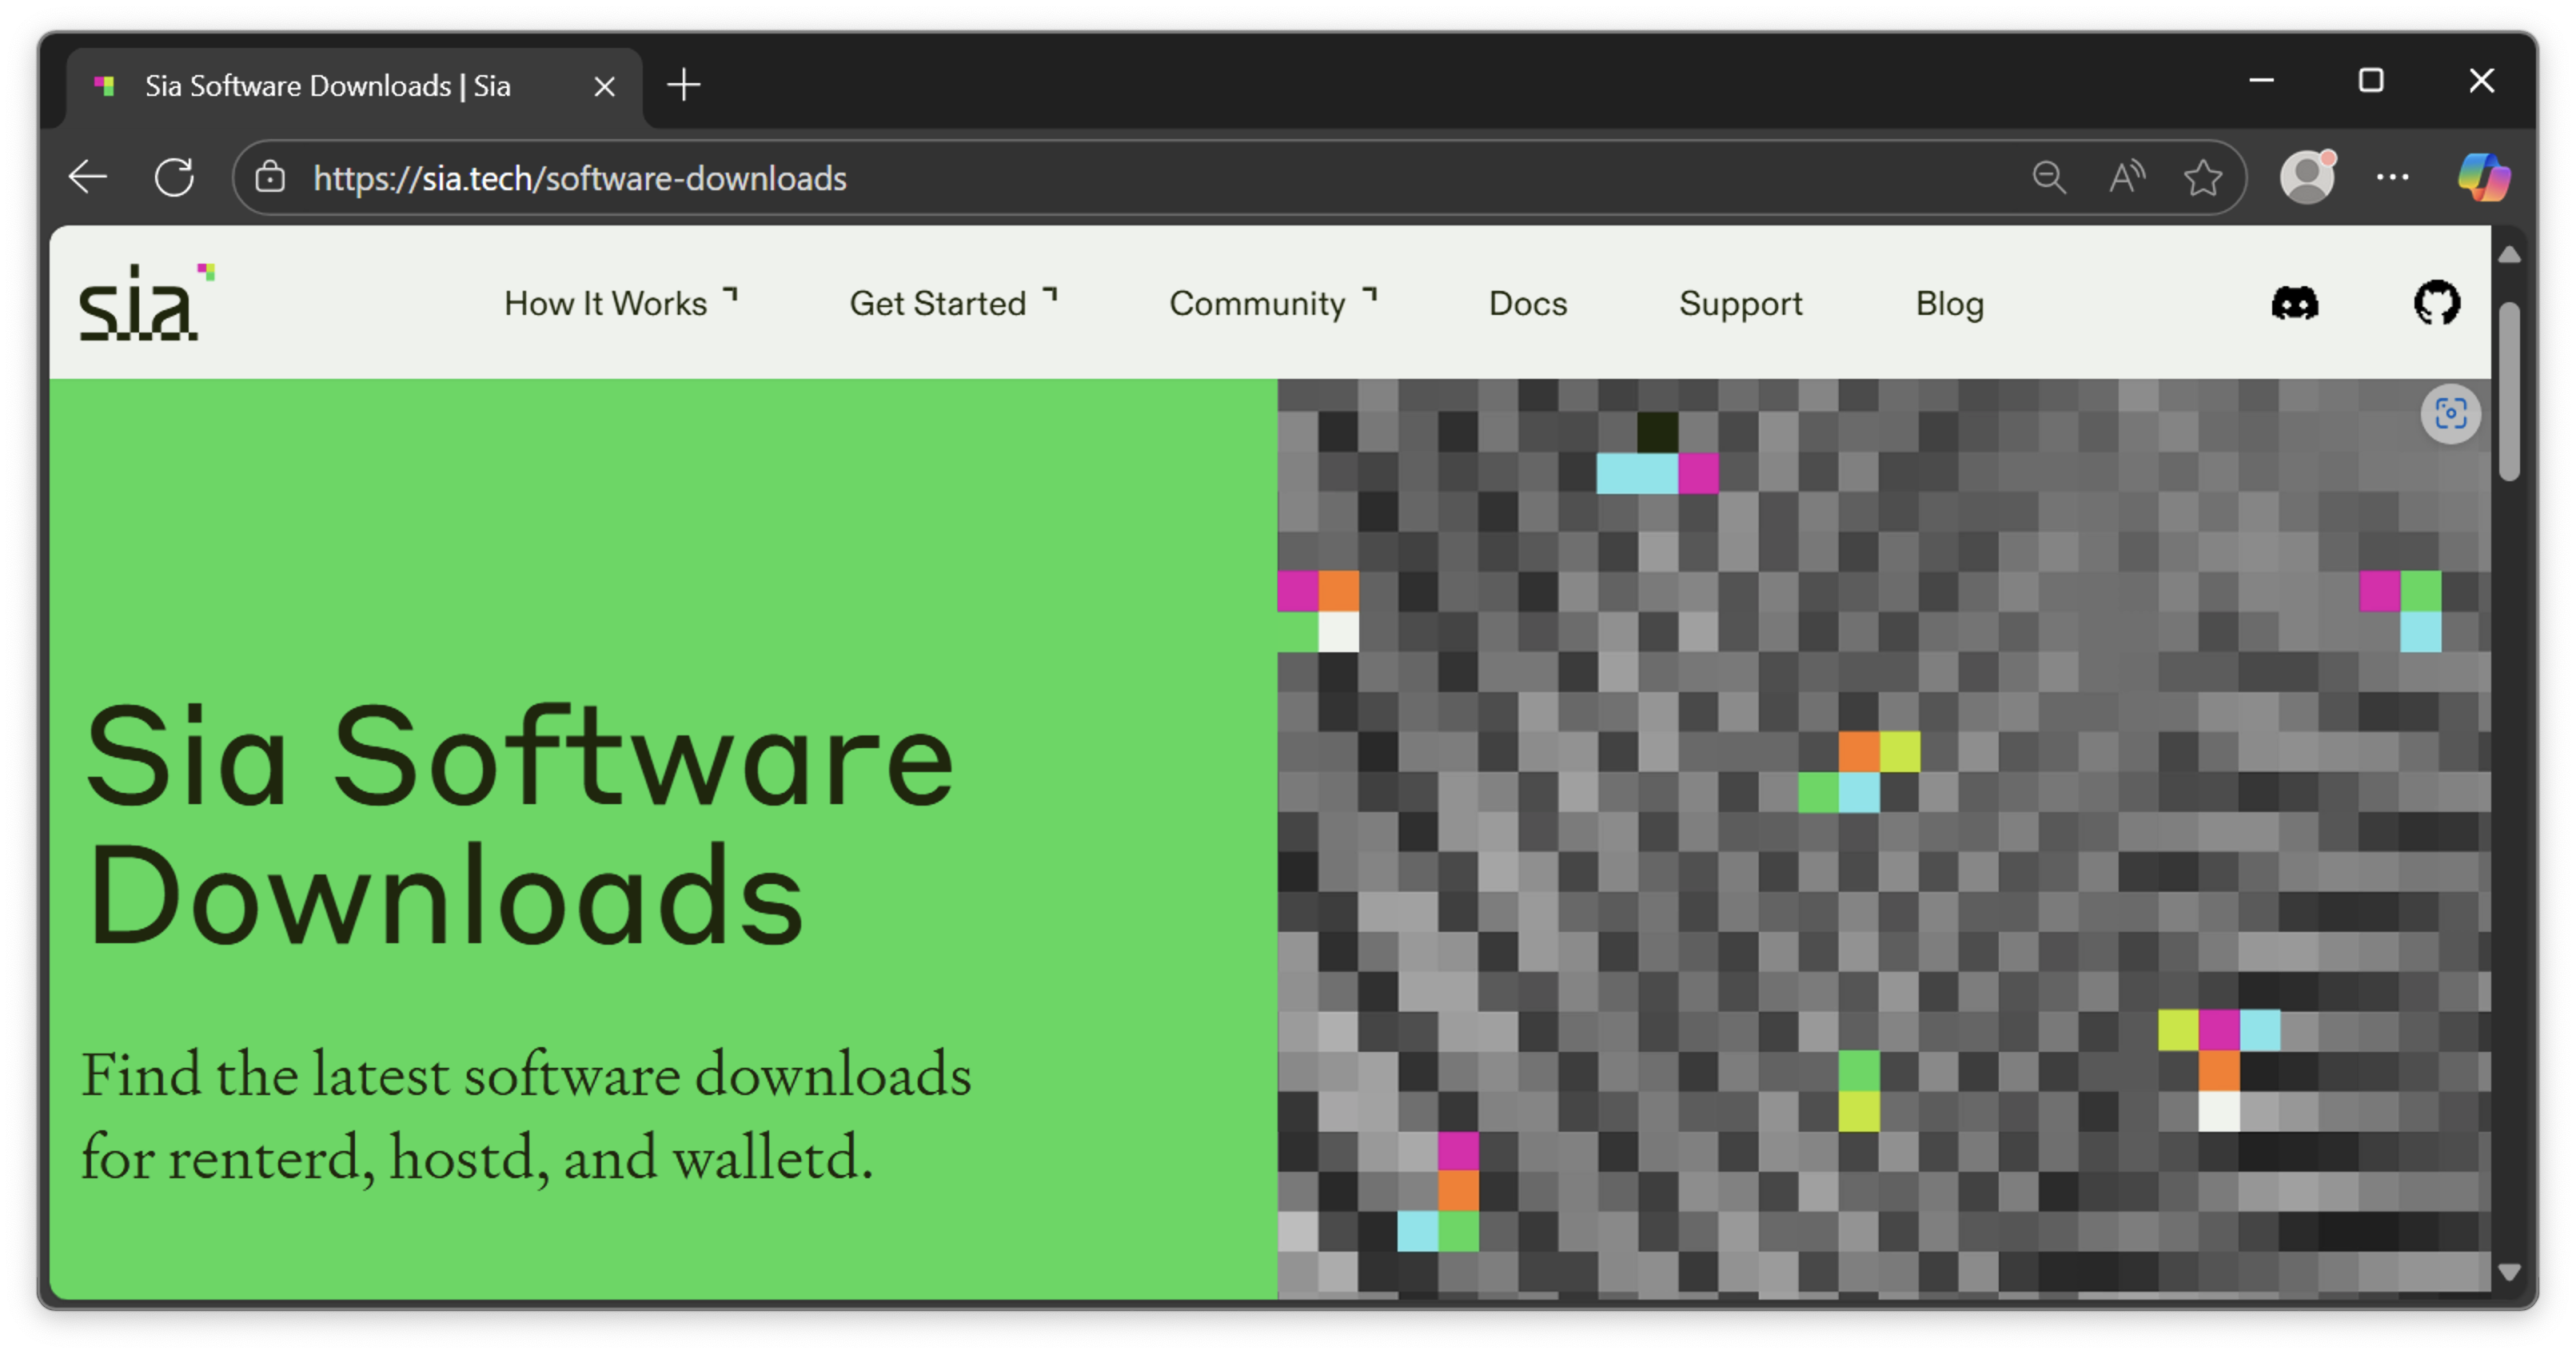 Sia Software Downloads | Sia
https://sia.tech/software-downloads
sia
How It Works
Get Started
Community
Docs
Support
Blog
Sia Software
Downloads
Find the latest software downloads
for renterd, hostd, and walletd.